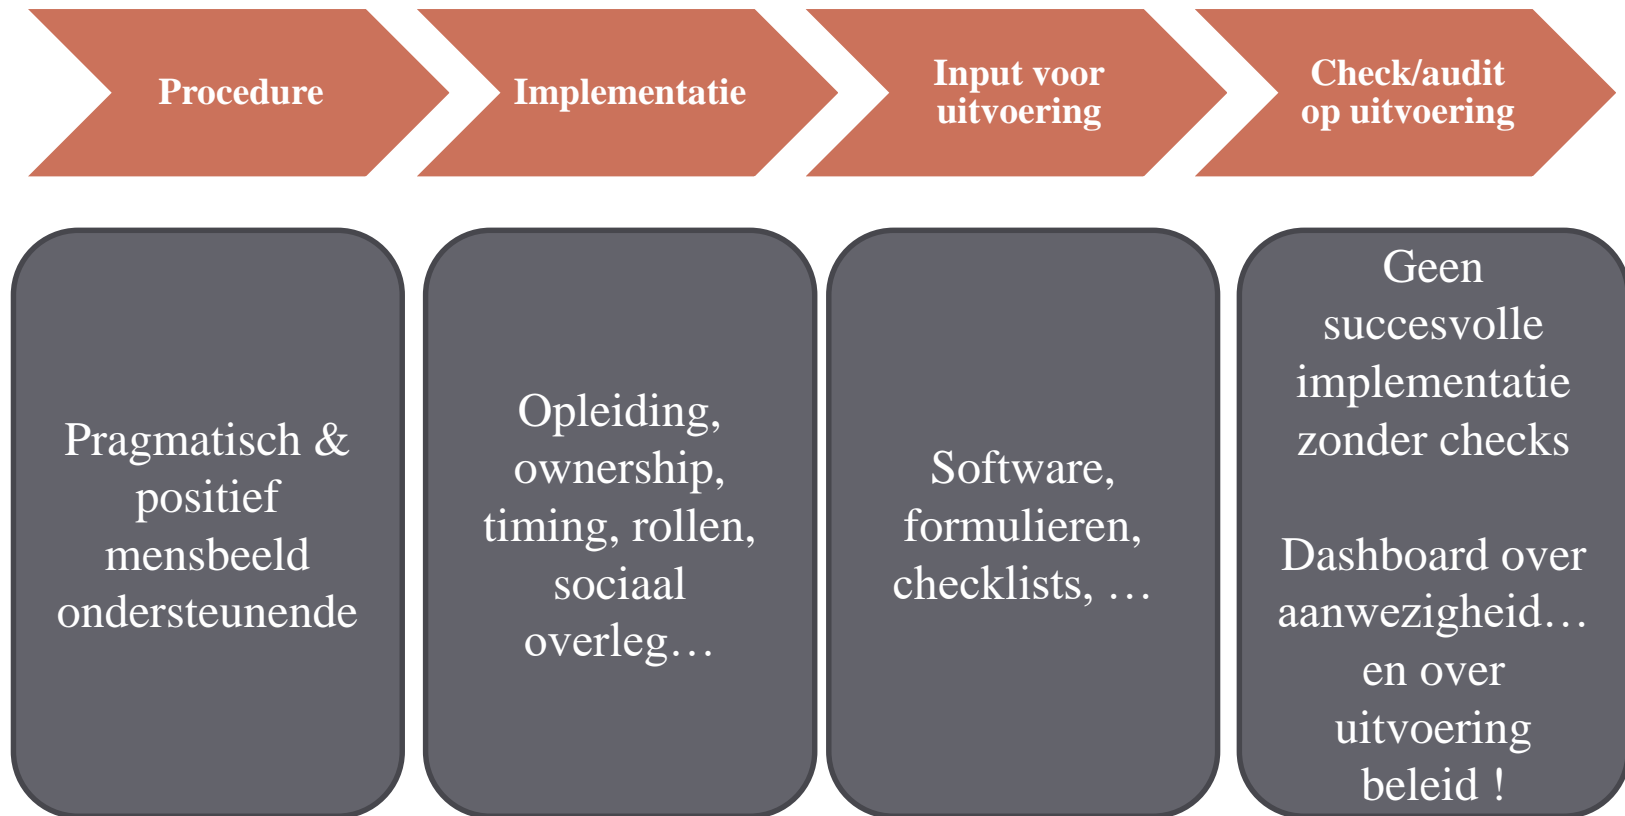 Procedure
Implementatie
Input voor
uitvoering
Check/audit
op uitvoering
Pragmatisch &
positief
mensbeeld
ondersteunende
Opleiding,
ownership,
timing, rollen,
sociaal
overleg…
Software,
formulieren,
checklists, …
Geen
succesvolle
implementatie
zonder checks
Dashboard over
aanwezigheid…
en over
uitvoering
beleid !